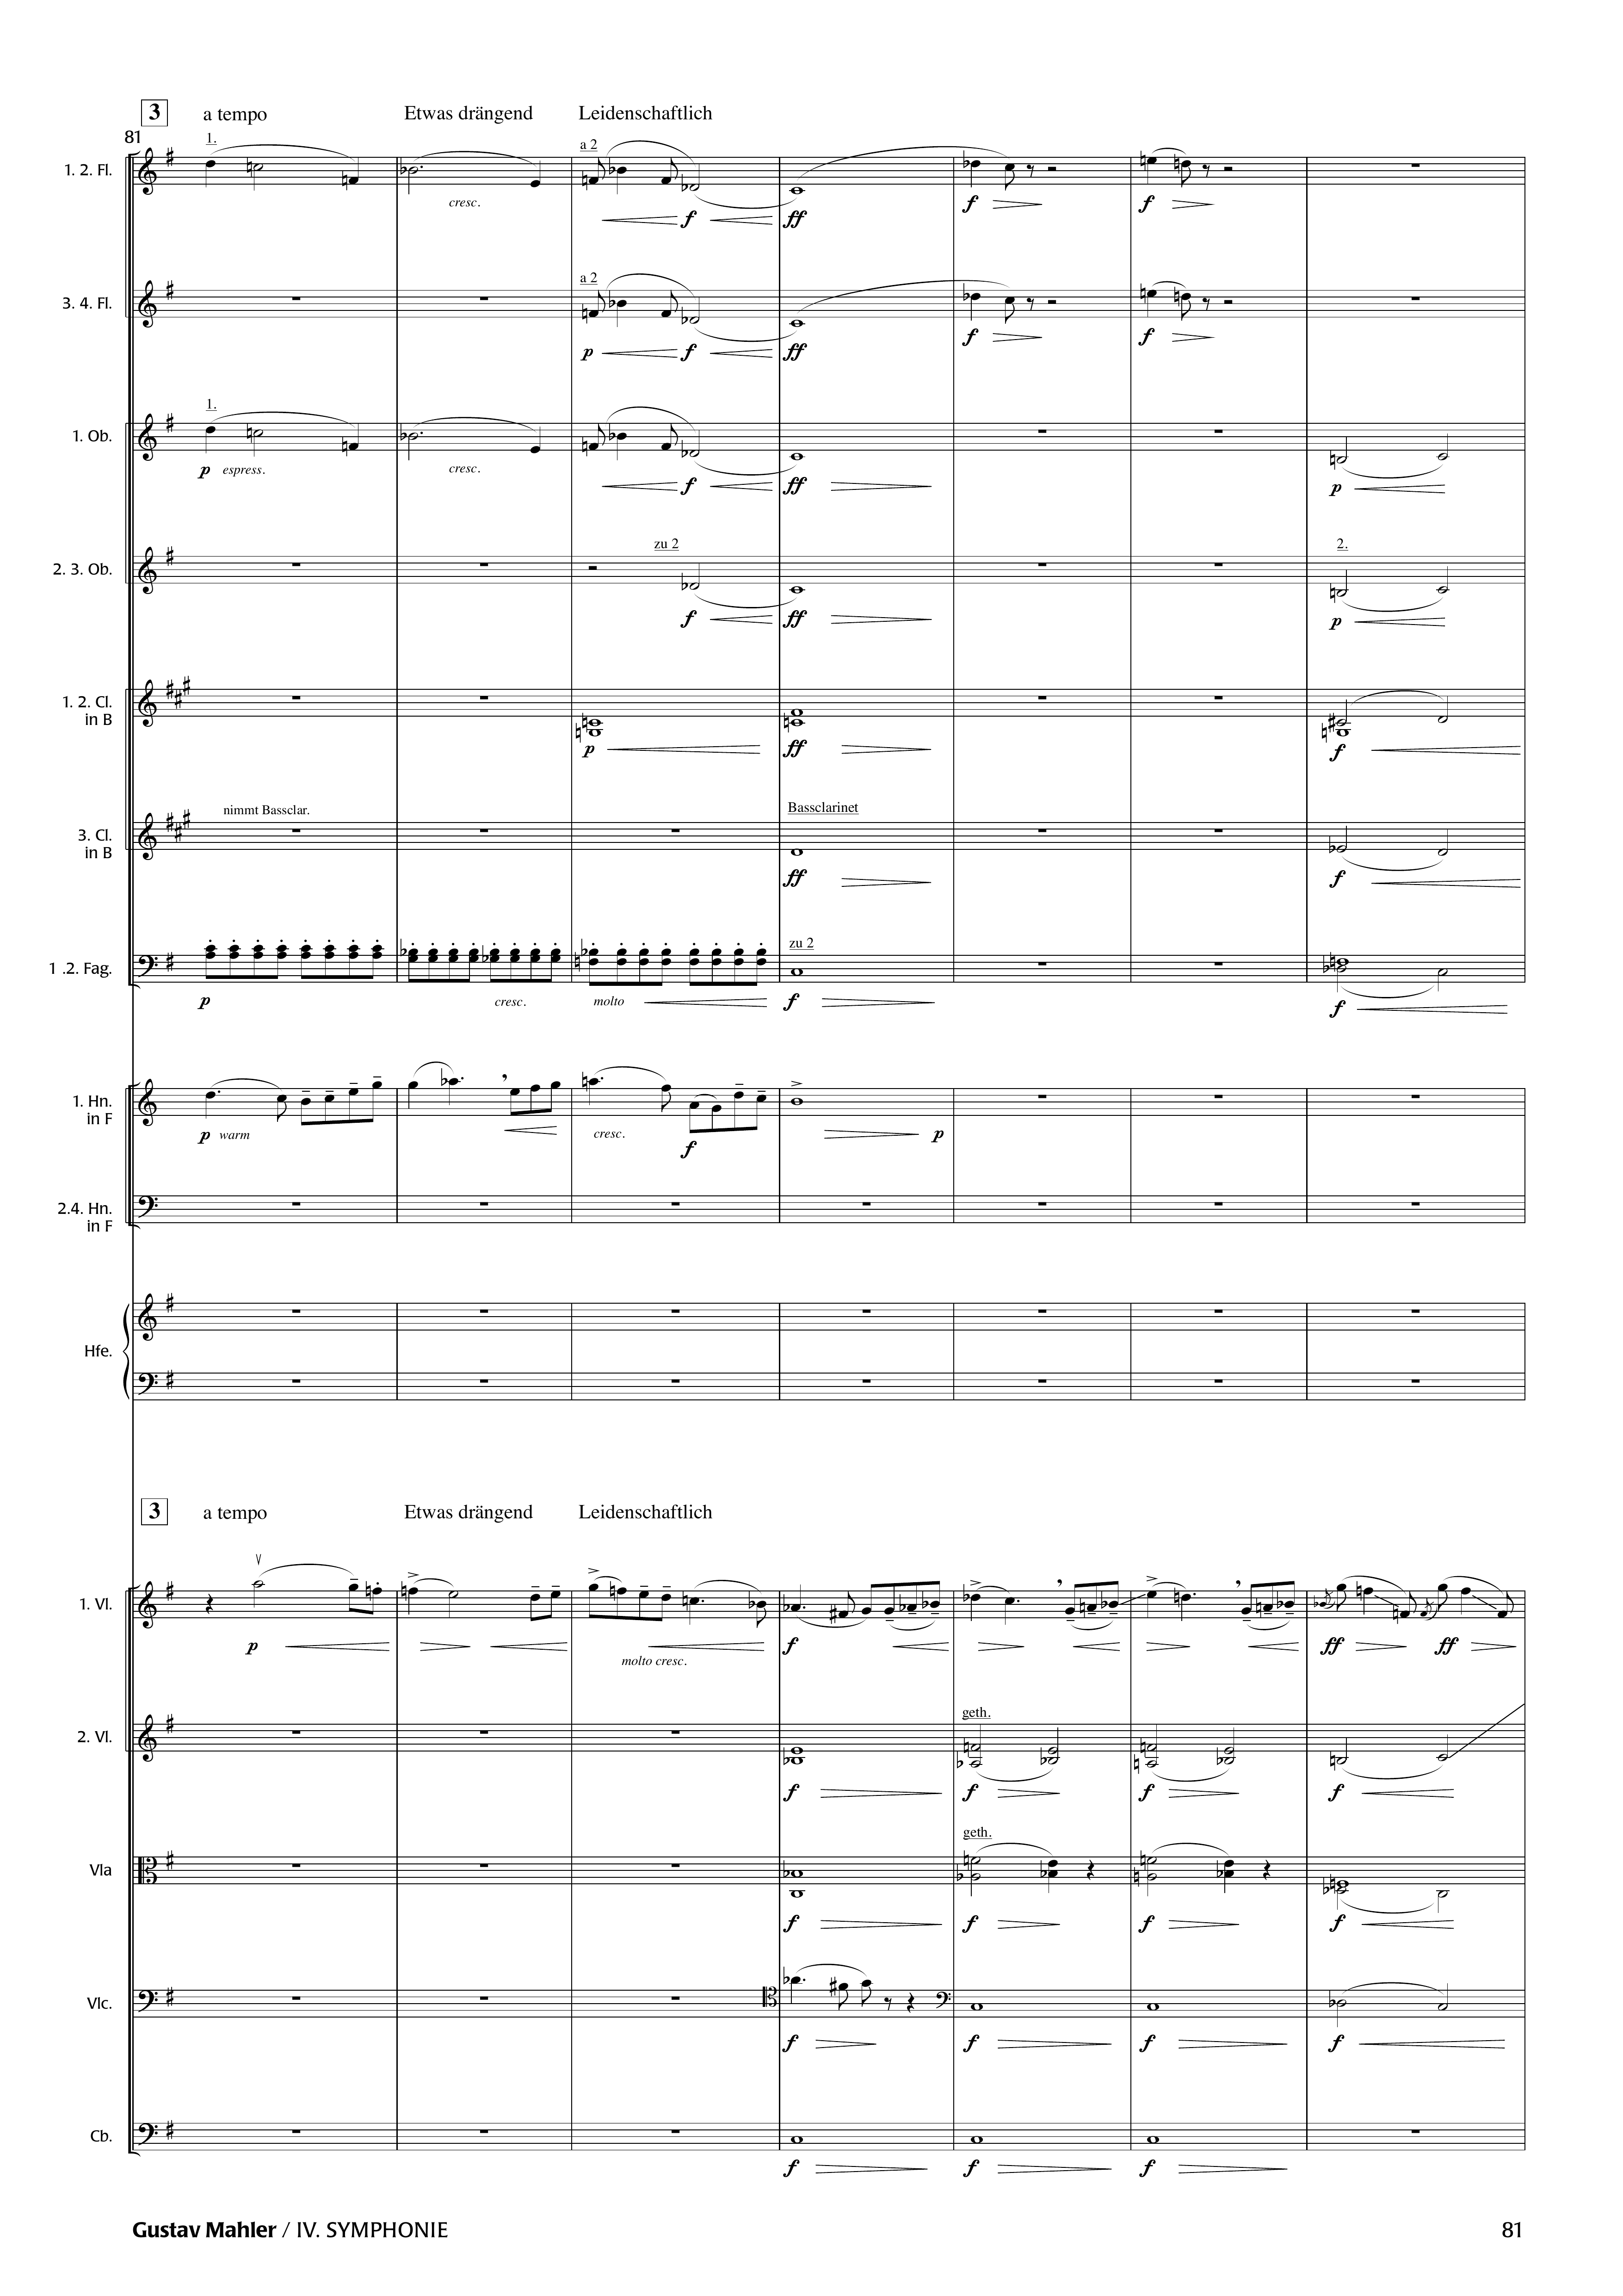 3 a tempo Etwas drängend Leidenschaftlich
81
1. a 2
1. 2. Fl.
cresc. f ff f f
a 2
3. 4. Fl.
p f ff f f
1.
1. Ob.
p espress. cresc. f ff p
zu 2 2.
2. 3. Ob.
f ff p
1. 2. Cl.
in B
p ff f
nimmt Bassclar. Bassclarinet
3. Cl.
in B
ff f
zu 2
1 .2. Fag.
p cresc. molto f f
1. Hn.
in F
p warm cresc. f p
2.4. Hn.
in F
Hfe.
3 a tempo Etwas drängend Leidenschaftlich
1. Vl.
p f ff ff
molto cresc.
geth.
2. Vl.
f f f f
geth.
Vla
f f f f
Vlc.
f f f f
Cb.
f f f
Gustav Mahler / IV. SYMPHONIE 81